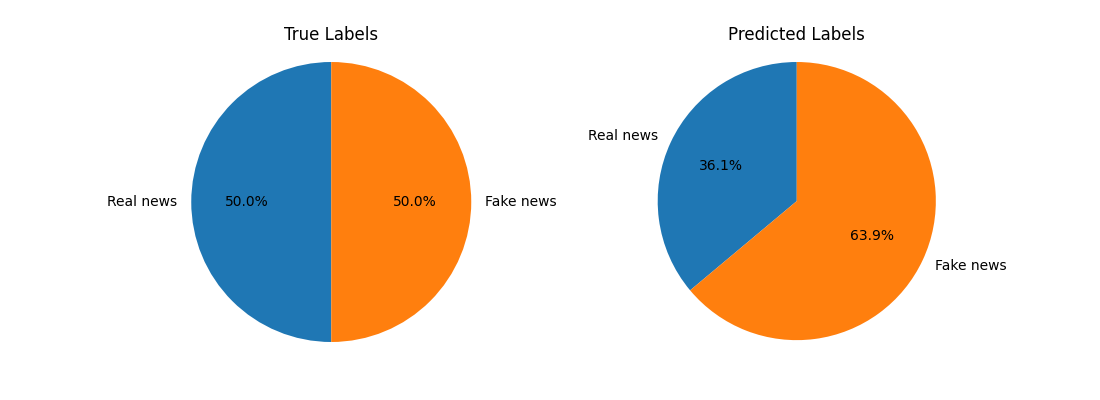 True Labels
Real news
50.0%
50.0%
Fake news
Predicted Labels
Real news
36.1%
63.9%
Fake news